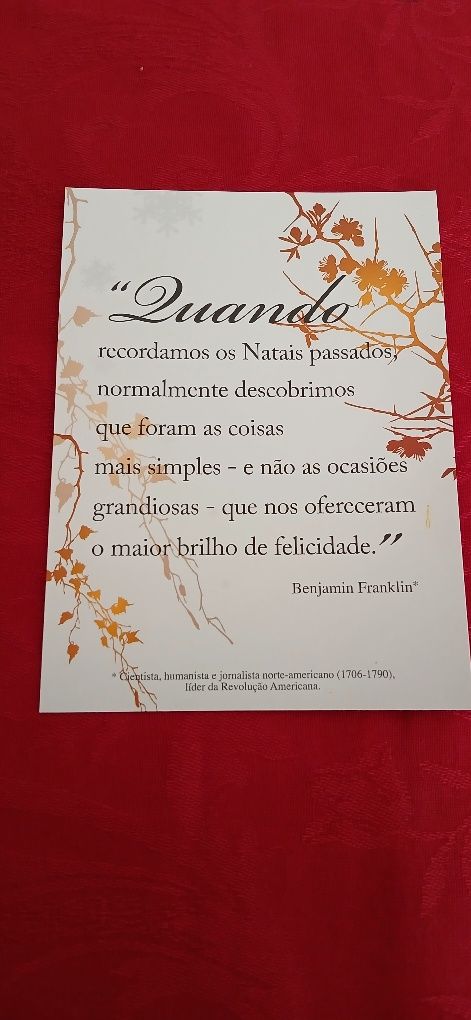 “Quando
recordamos os Natais passados,
normalmente descobrimos
que foram as coisas
mais simples - e não as ocasiões
grandiosas - que nos ofereceram
o maior brilho de felicidade.”
Benjamin Franklin*
* Cientista, humanista e jornalista norte-americano (1706-1790),
líder da Revolução Americana.